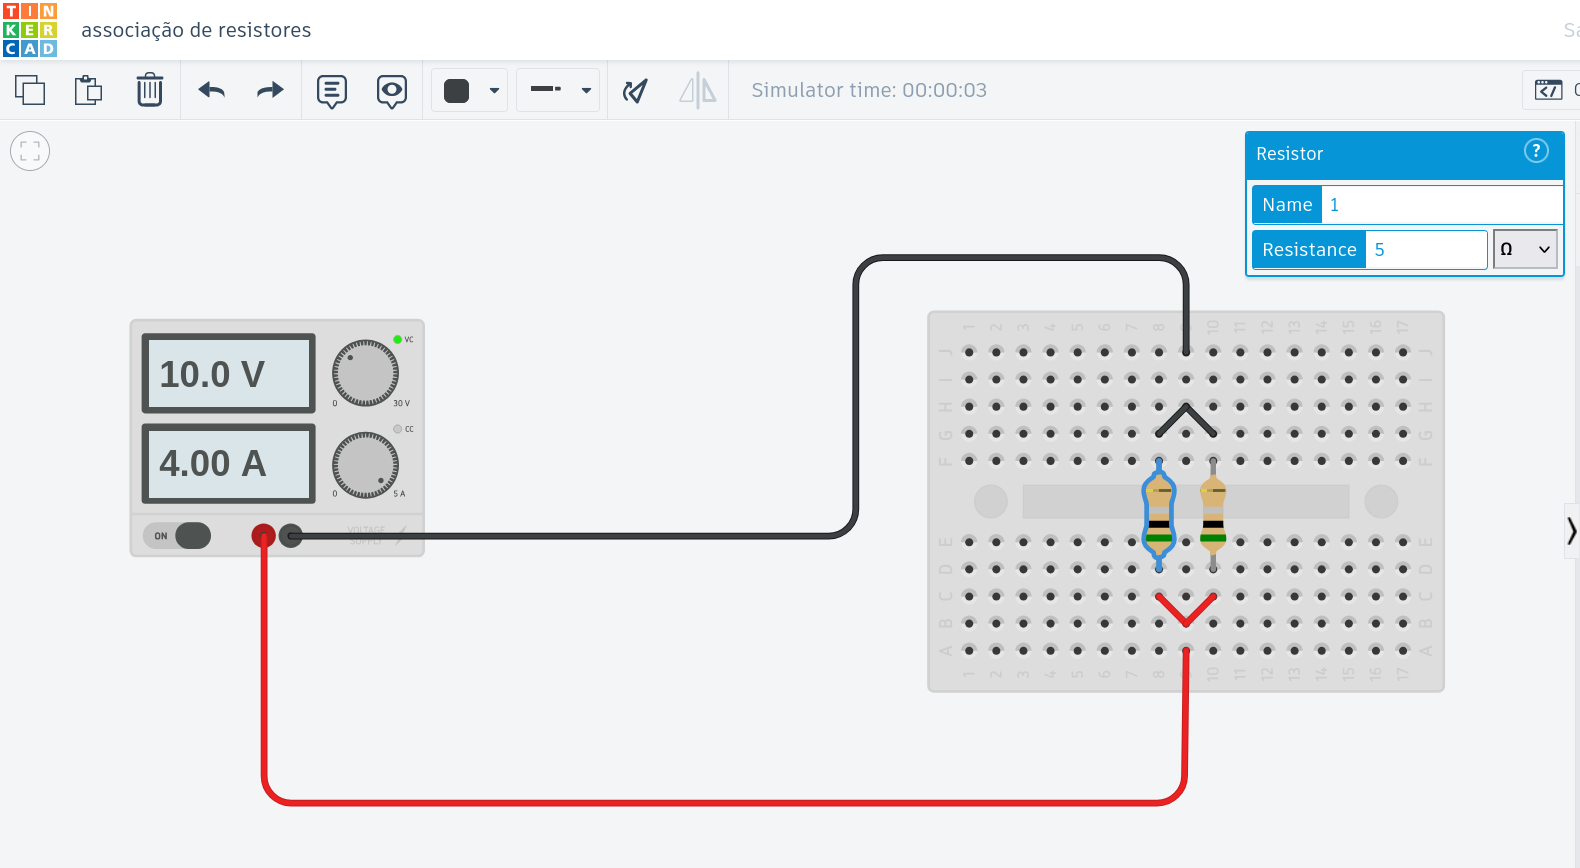 TIN
KER
CAD
associação de resistores
Sa
Simulator time: 00:00:03
Resistor
?
Name 1
Resistance 5 Ω
10.0 V
VC
0 30 V
4.00 A
CC
0 5 A
ON
VOLTAGE
SUPPLY
1 2 3 4 5 6 7 8 10 11 12 13 14 15 16 17
J J
I I
H H
G G
F F
E E
D D
C C
B B
A A
1 2 3 4 5 6 7 8 10 11 12 13 14 15 16 17